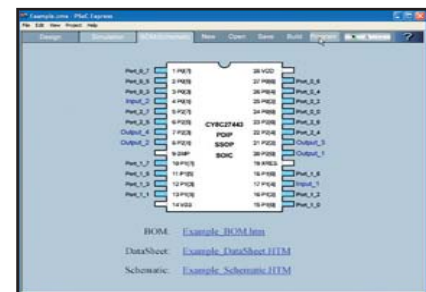 Example.cmx - PSoC Express
File Edit View Project Help
Design Simulation BOM/Schematic New Open Save Build Program ?
Port_0_7 1 P0[7] 28 VDD
Port_0_5 2 P0[5] 27 P0[6] Port_0_6
Port_0_3 3 P0[3] 26 P0[4] Port_0_4
Input_2 4 P0[1] 25 P0[2] Port_0_2
Port_2_7 5 P2[7] 24 P0[0] Port_0_0
Port_2_5 6 P2[5] CY8C27443 23 P2[6] Port_2_6
Output_4 7 P2[3] PDIP 22 P2[4] Port_2_4
Output_2 8 P2[1] SSOP 21 P2[2] Output_3
9 SMP SOIC 20 P2[0] Output_1
Port_1_7 10 P1[7] 19 XRES
Port_1_5 11 P1[5] 18 P1[6] Port_1_6
Port_1_3 12 P1[3] 17 P1[4] Input_1
Port_1_1 13 P1[1] 16 P1[2] Port_1_2
14 VSS 15 P1[0] Port_1_0
BOM: Example_BOM.htm
DataSheet: Example_DataSheet.HTM
Schematic: Example_Schematic.HTM